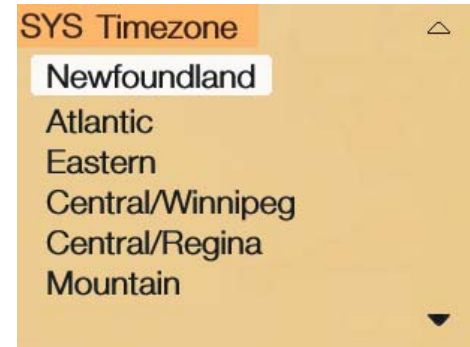 SYS Timezone
Newfoundland
Atlantic
Eastern
Central/Winnipeg
Central/Regina
Mountain